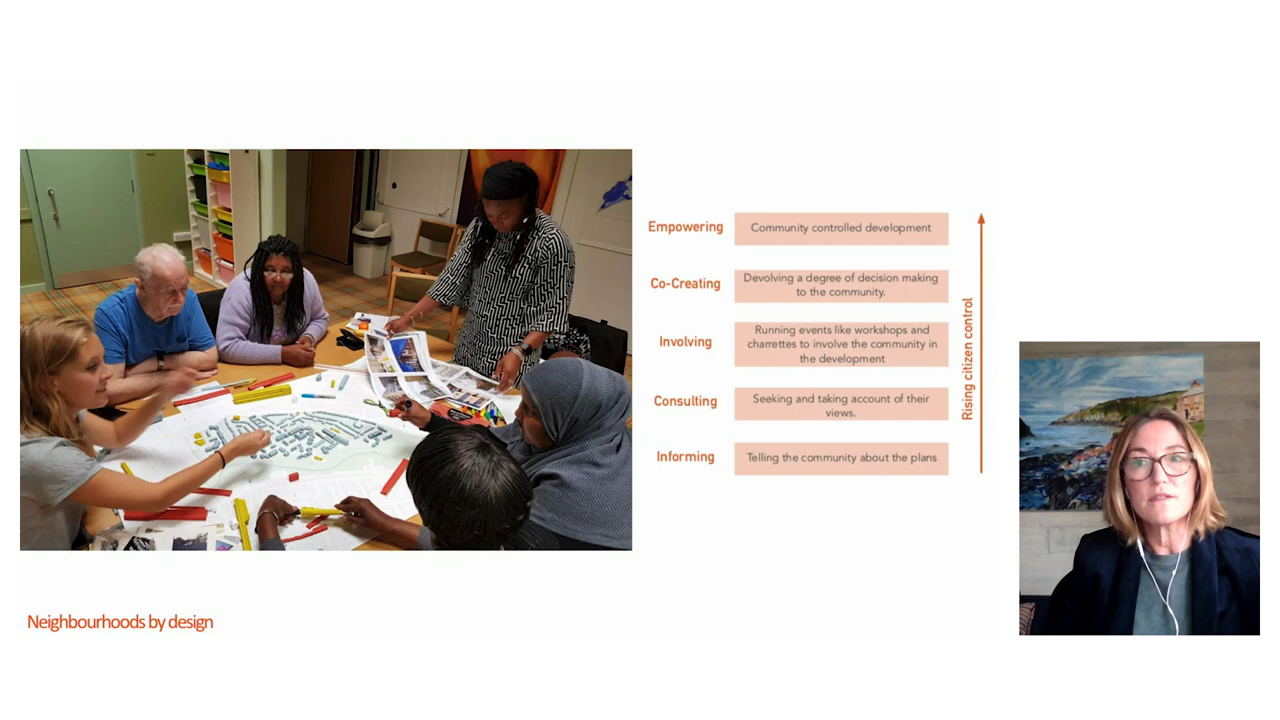 Empowering
Community controlled development
Co-Creating
Devolving a degree of decision making
to the community.
Involving
Running events like workshops and
charrettes to involve the community in
the development
Consulting
Seeking and taking account of their
views.
Informing
Telling the community about the plans
Rising citizen control
Neighbourhoods by design